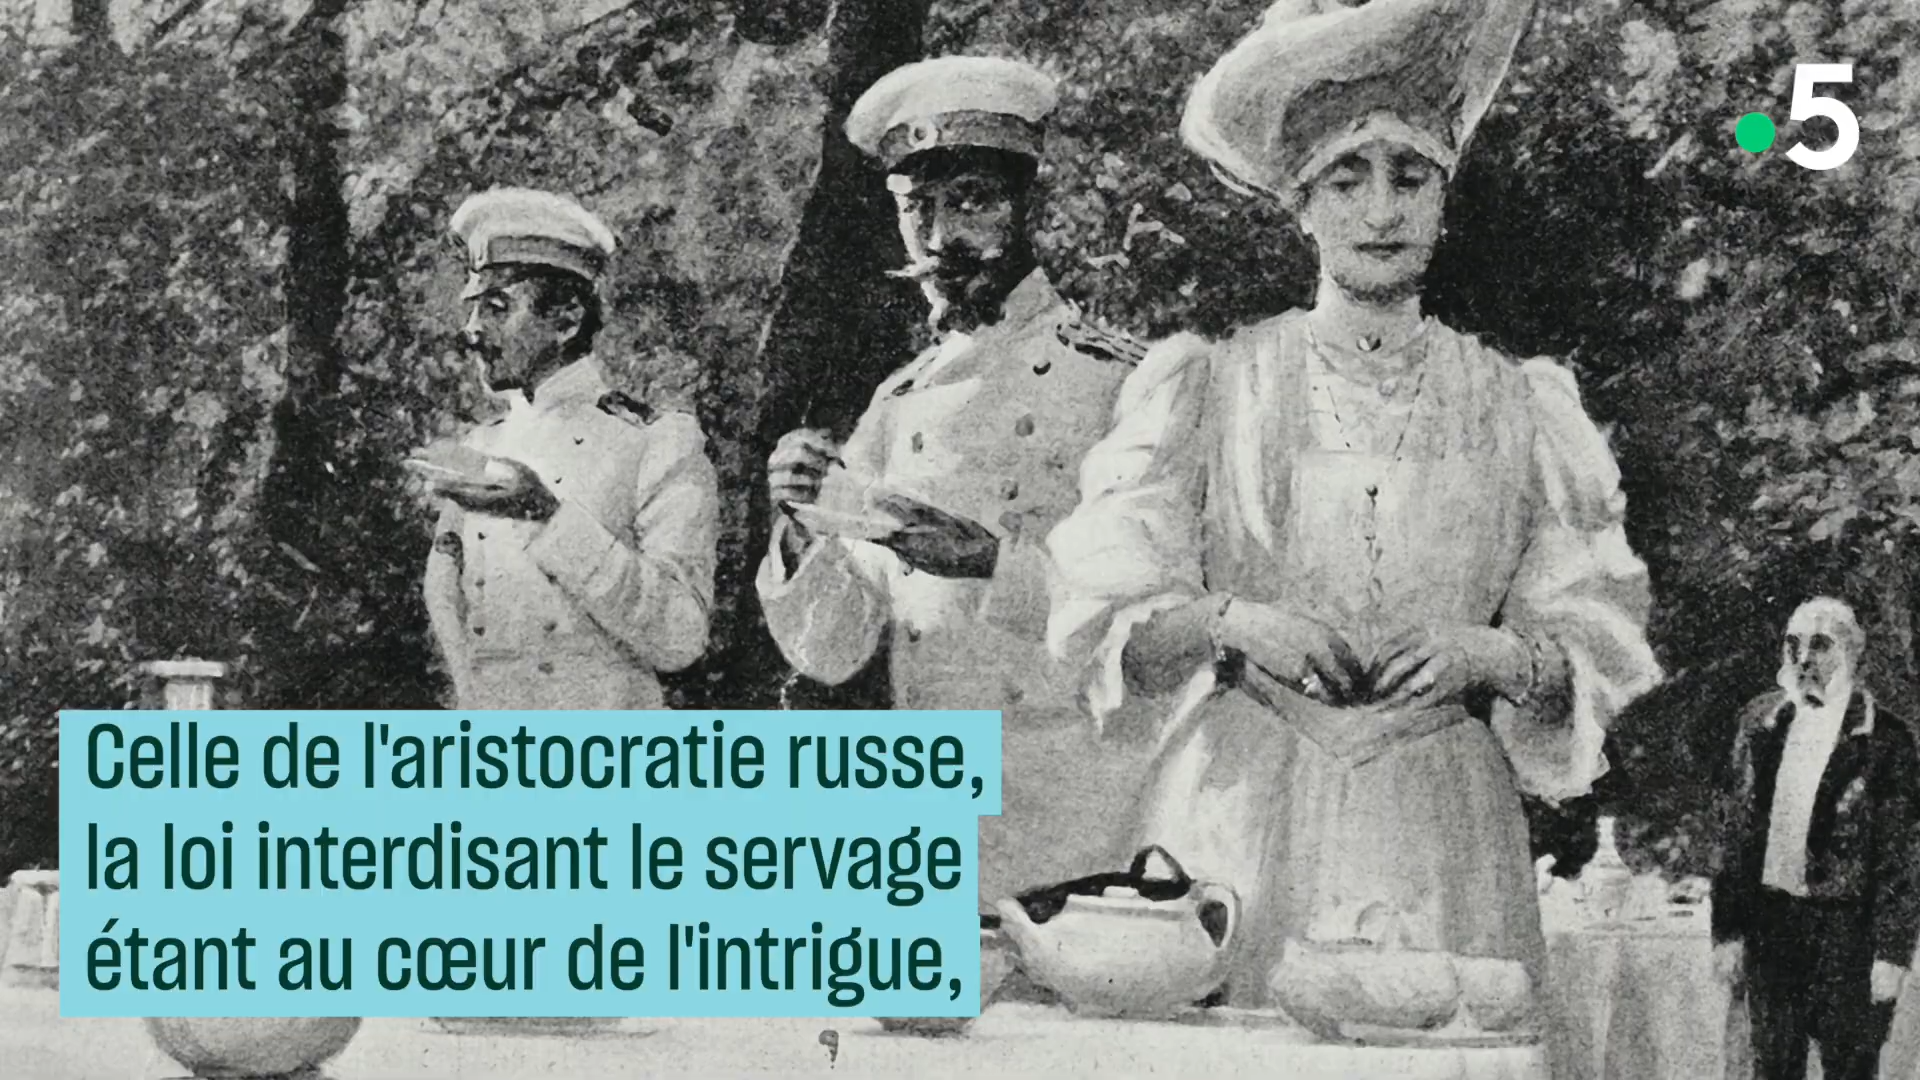 5
Celle de l'aristocratie russe,
la loi interdisant le servage
étant au cœur de l'intrigue,